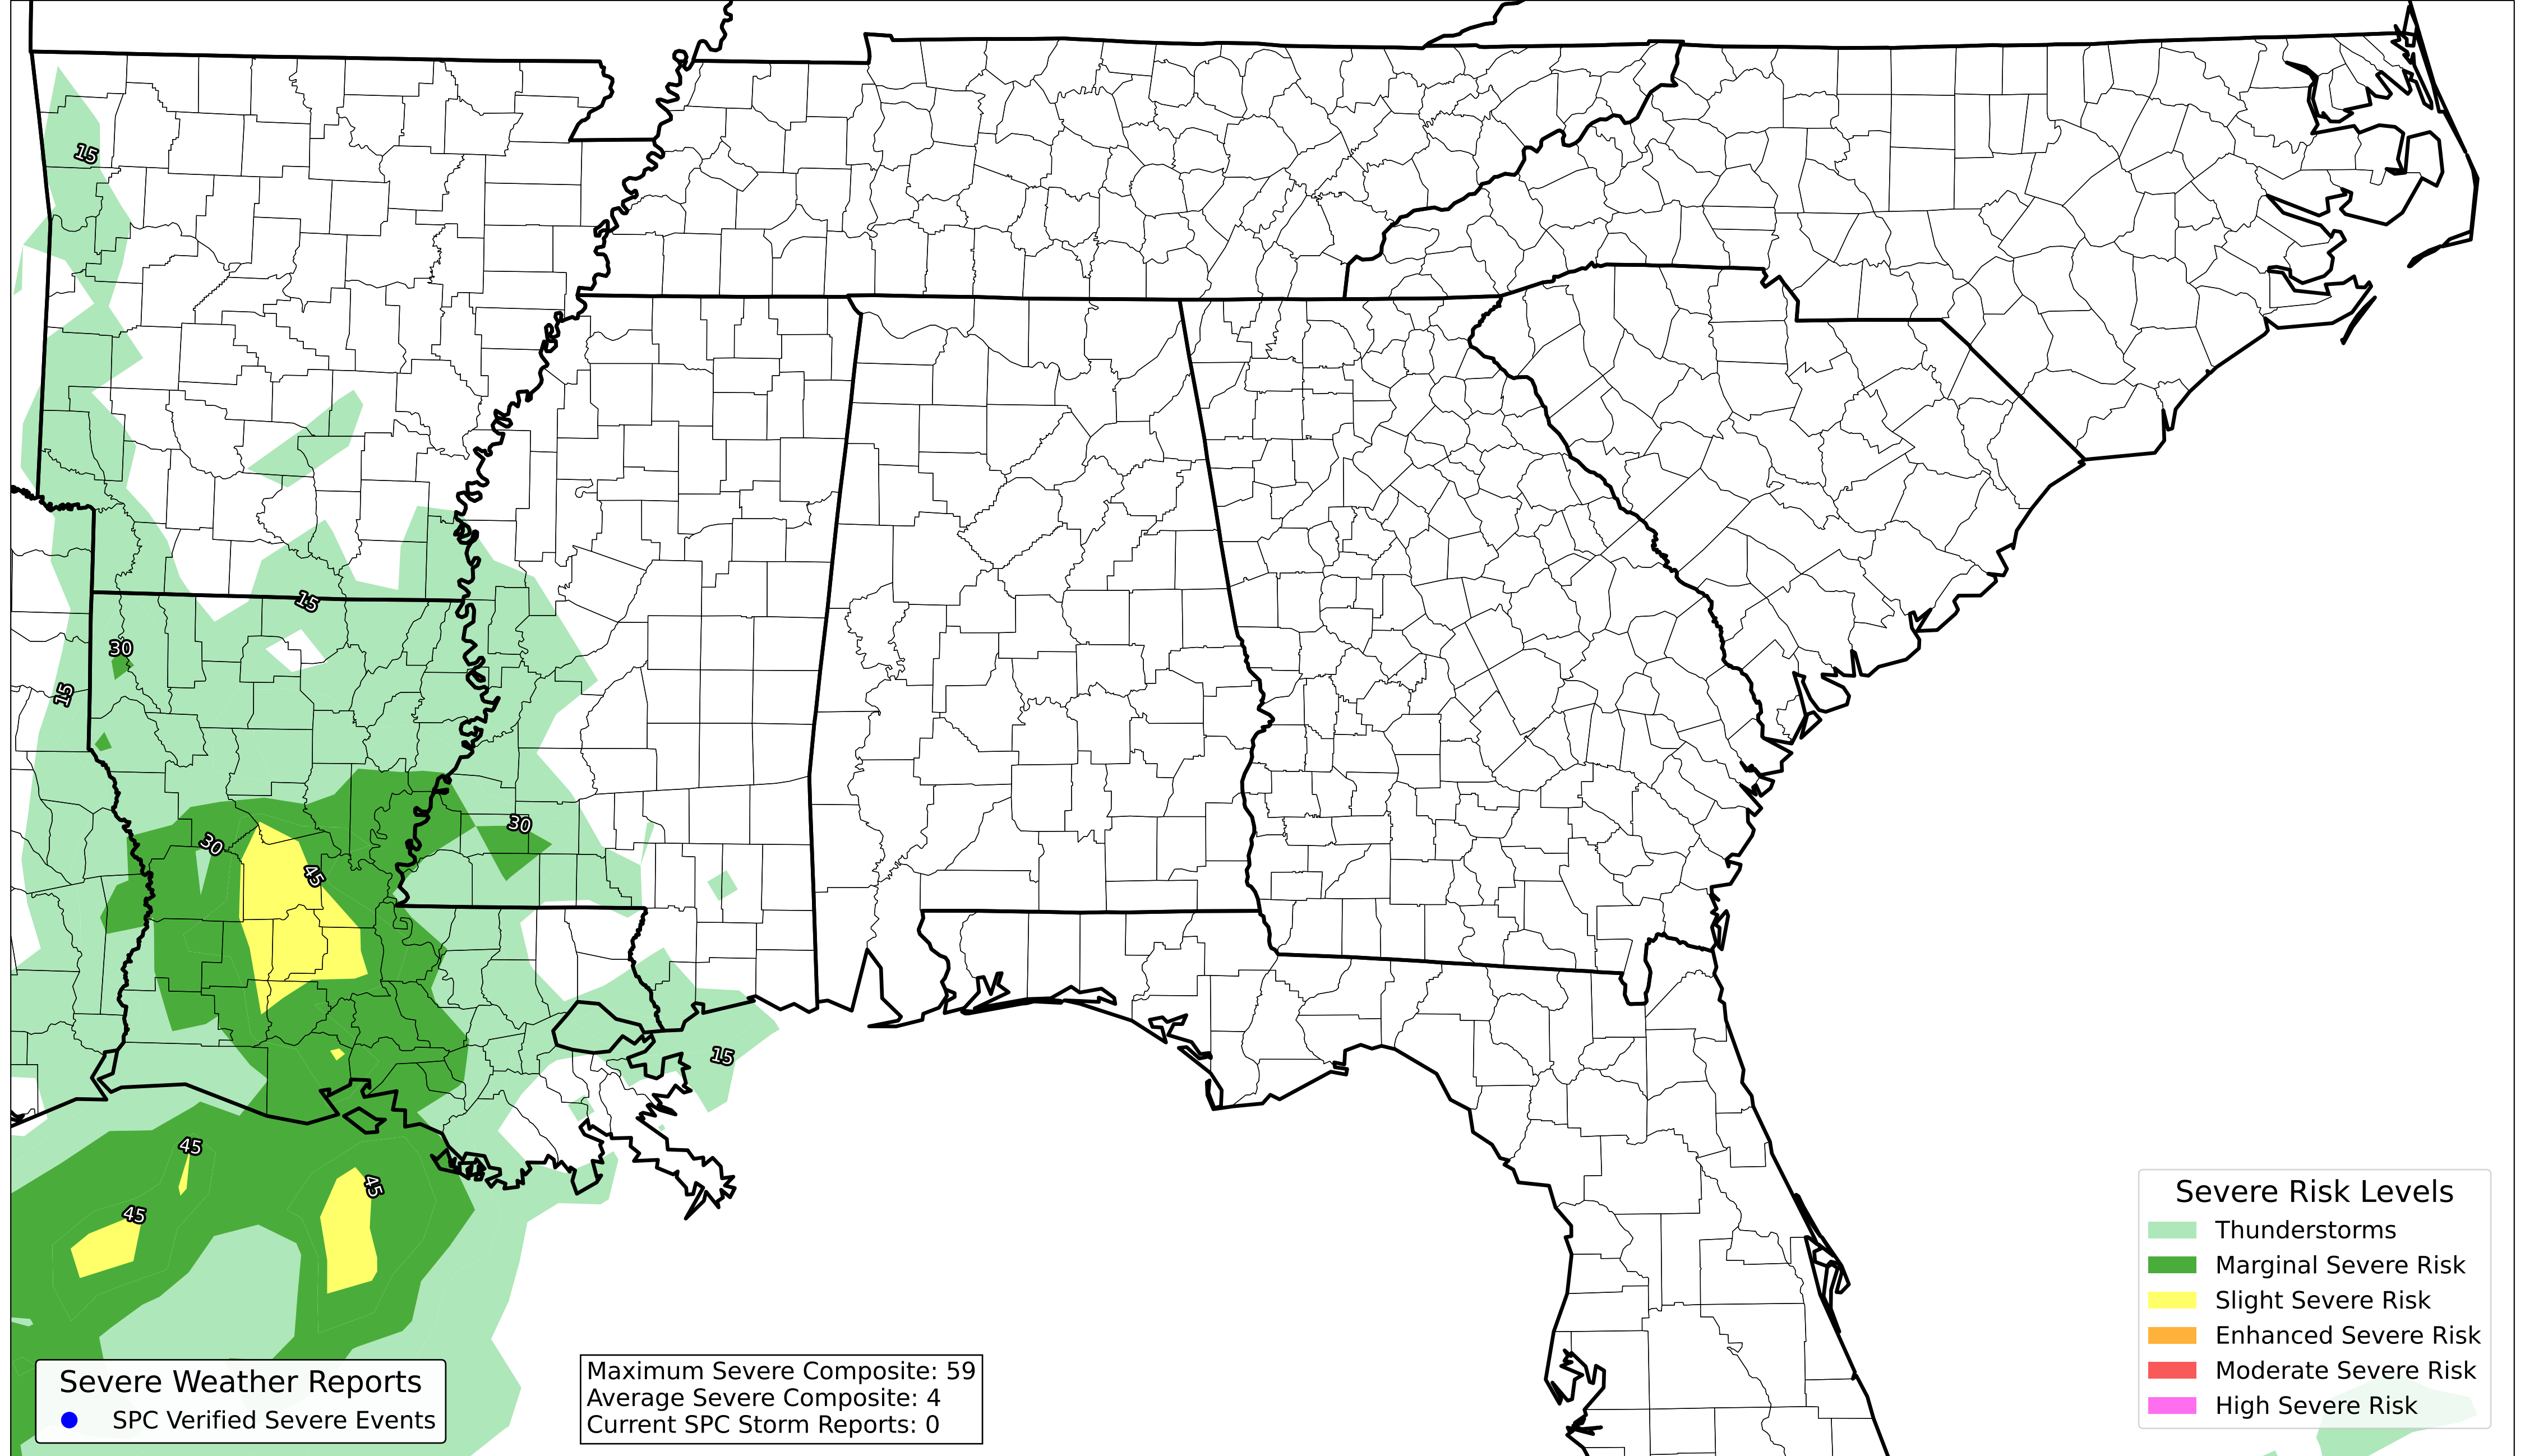 15
15
30
15
30
30
45
15
45
45
45
Severe Risk Levels
Thunderstorms
Marginal Severe Risk
Slight Severe Risk
Enhanced Severe Risk
Moderate Severe Risk
High Severe Risk
Severe Weather Reports
SPC Verified Severe Events
Maximum Severe Composite: 59
Average Severe Composite: 4
Current SPC Storm Reports: 0